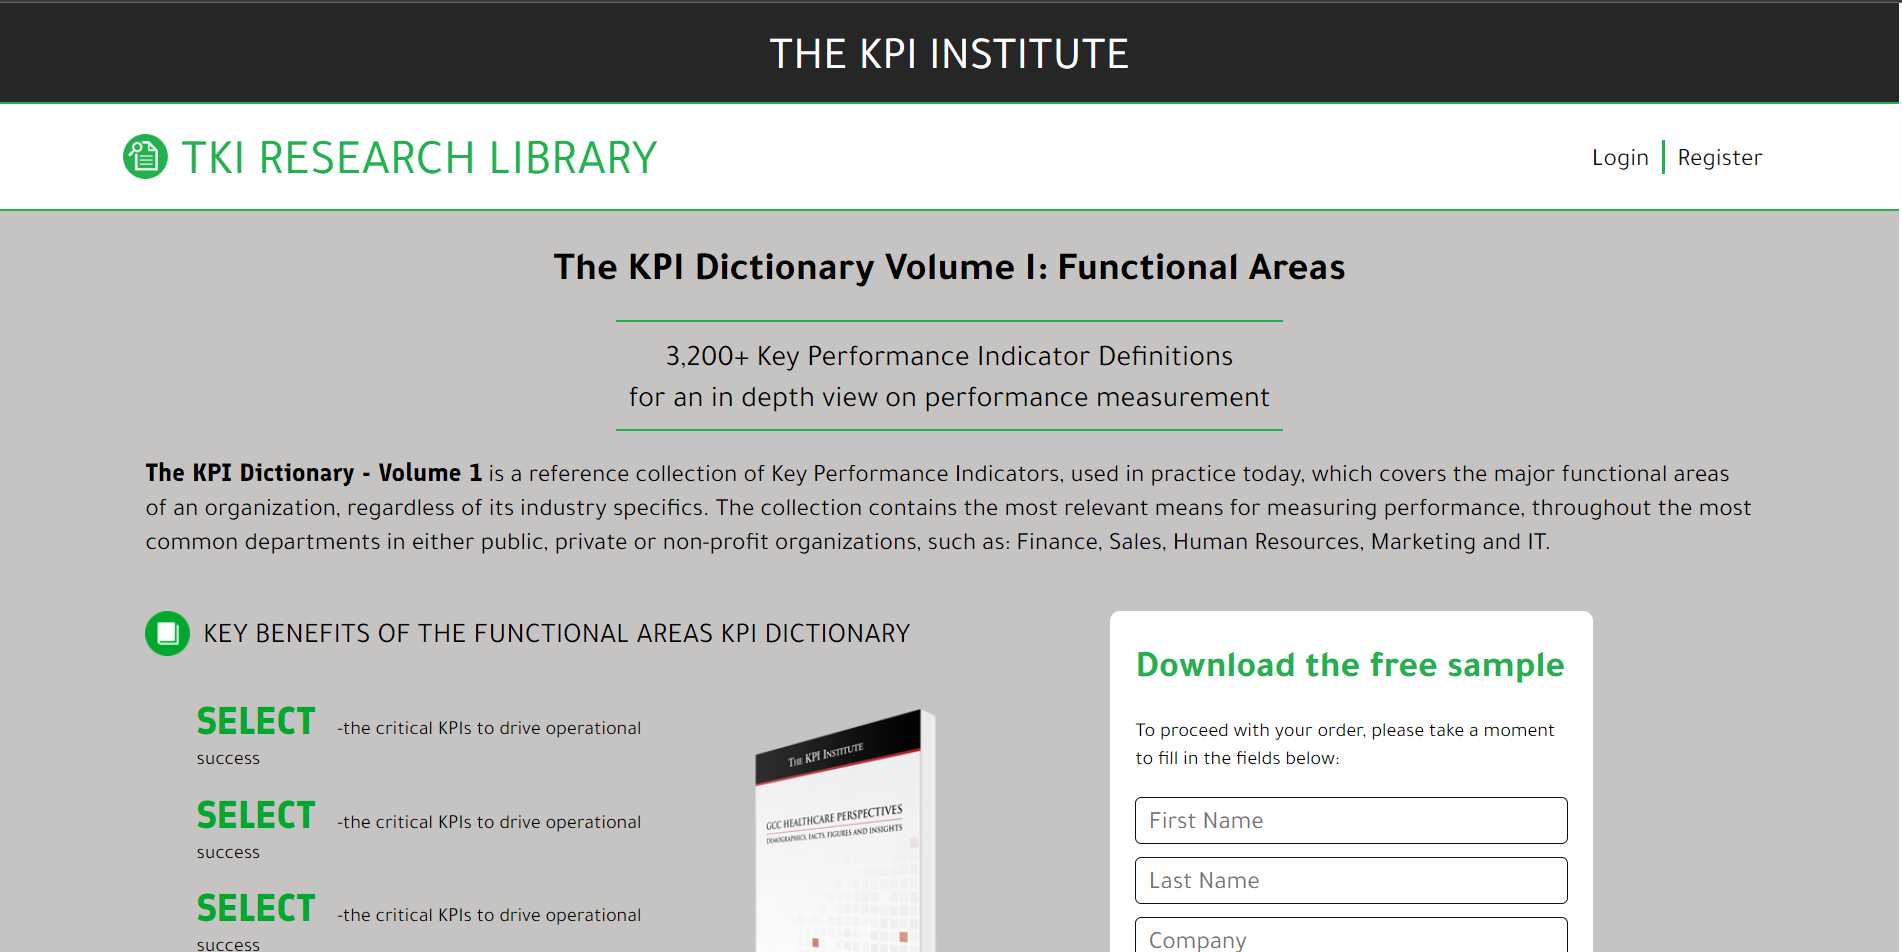 THE KPI INSTITUTE
TKI RESEARCH LIBRARY
Login
Register
The KPI Dictionary Volume I: Functional Areas
3,200+ Key Performance Indicator Definitions
for an in depth view on performance measurement
The KPI Dictionary - Volume 1 is a reference collection of Key Performance Indicators, used in practice today, which covers the major functional areas
of an organization, regardless of its industry specifics. The collection contains the most relevant means for measuring performance, throughout the most
common departments in either public, private or non-profit organizations, such as: Finance, Sales, Human Resources, Marketing and IT.
KEY BENEFITS OF THE FUNCTIONAL AREAS KPI DICTIONARY
SELECT -the critical KPIs to drive operational
success
SELECT -the critical KPIs to drive operational
success
SELECT -the critical KPIs to drive operational
success
THE KPI INSTITUTE
GCC HEALTHCARE PERSPECTIVES
DEMOGRAPHICS, FACTS, FIGURES AND INSIGHTS
Download the free sample
To proceed with your order, please take a moment
to fill in the fields below:
First Name
Last Name
Company